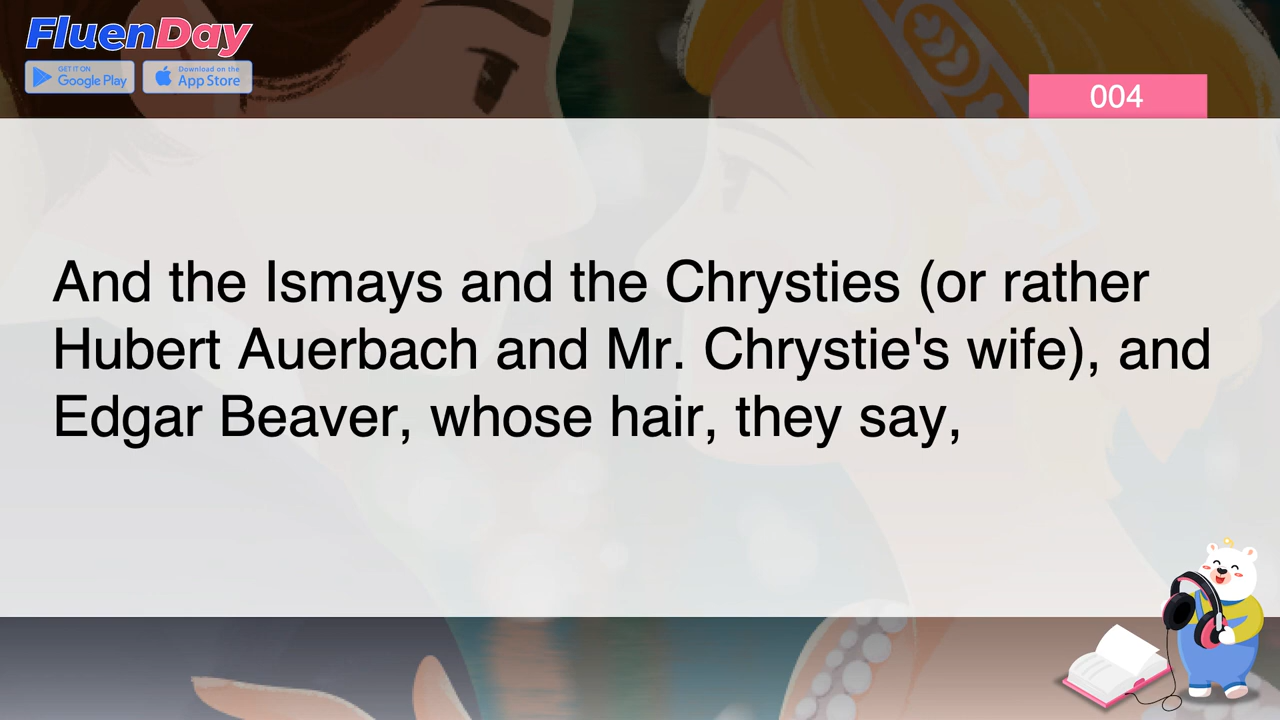 FluenDay
GET IT ON
Google Play
Download on the
App Store
004
And the Ismays and the Chrysties (or rather
Hubert Auerbach and Mr. Chrystie's wife), and
Edgar Beaver, whose hair, they say,